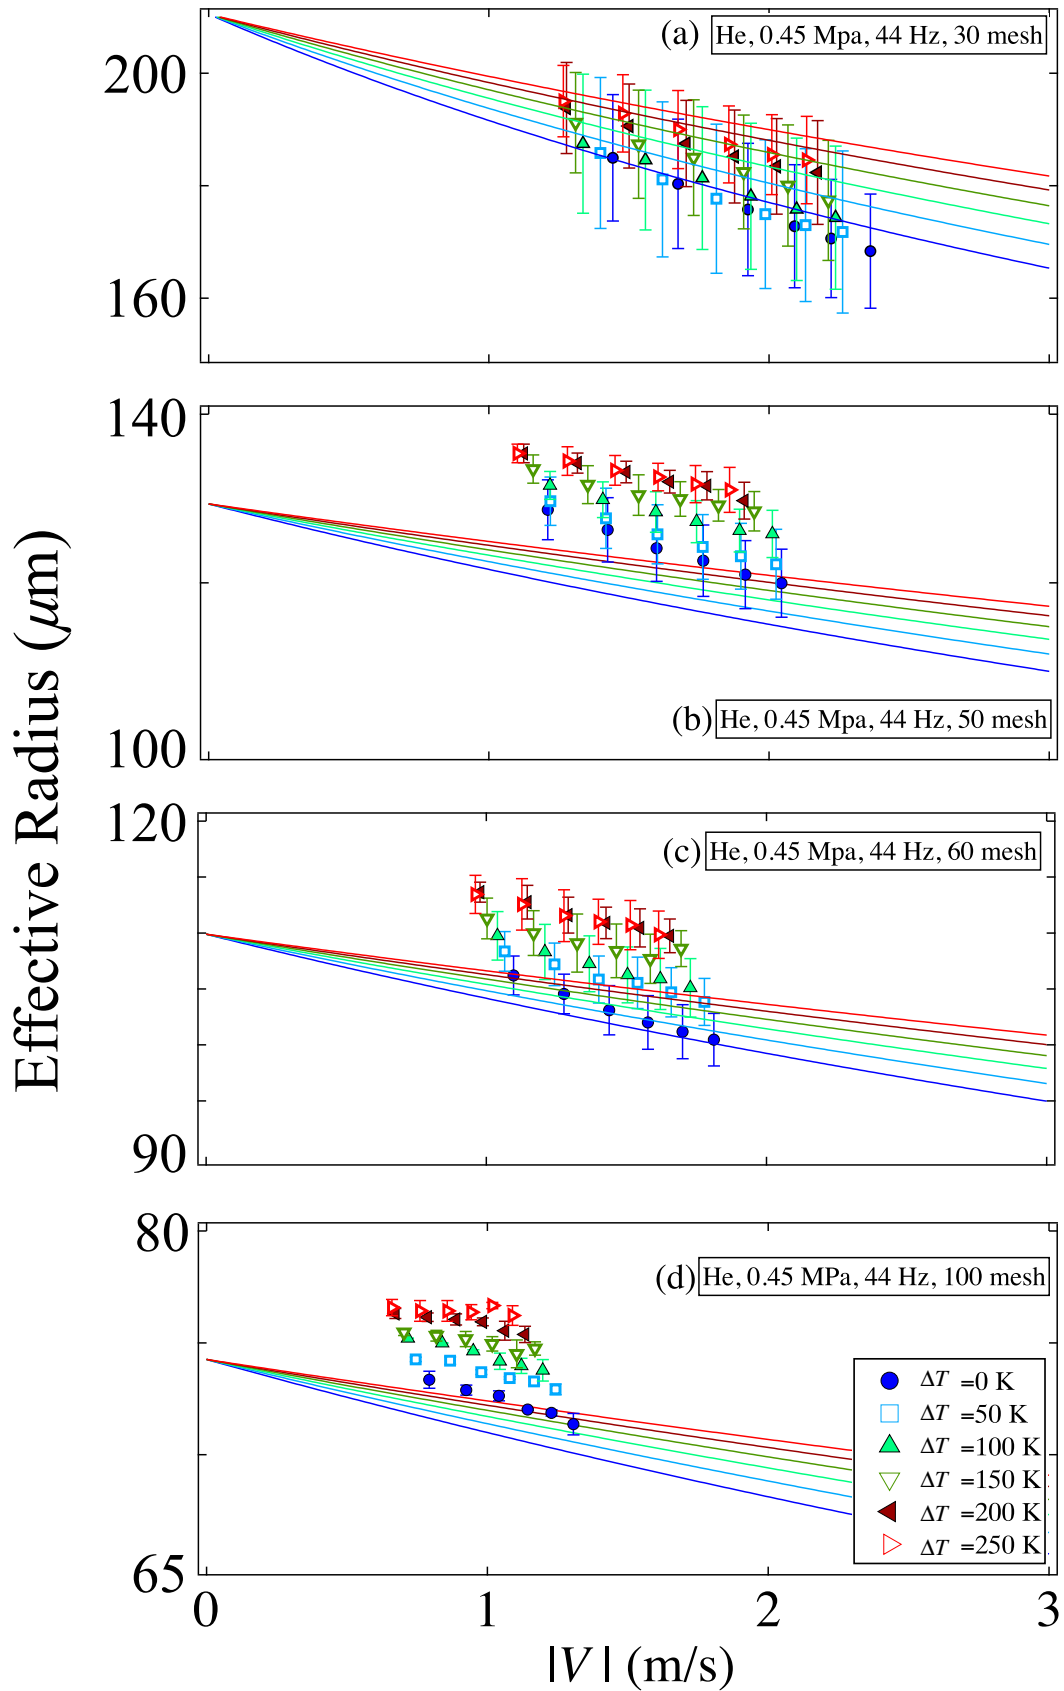 (a) He, 0.45 Mpa, 44 Hz, 30 mesh
200
160
140
(b) He, 0.45 Mpa, 44 Hz, 50 mesh
100
Effective Radius (μm)
120
(c) He, 0.45 Mpa, 44 Hz, 60 mesh
90
80
(d) He, 0.45 MPa, 44 Hz, 100 mesh
ΔT =0 K
ΔT =50 K
ΔT =100 K
ΔT =150 K
ΔT =200 K
ΔT =250 K
65
0 1 2 3
|V| (m/s)